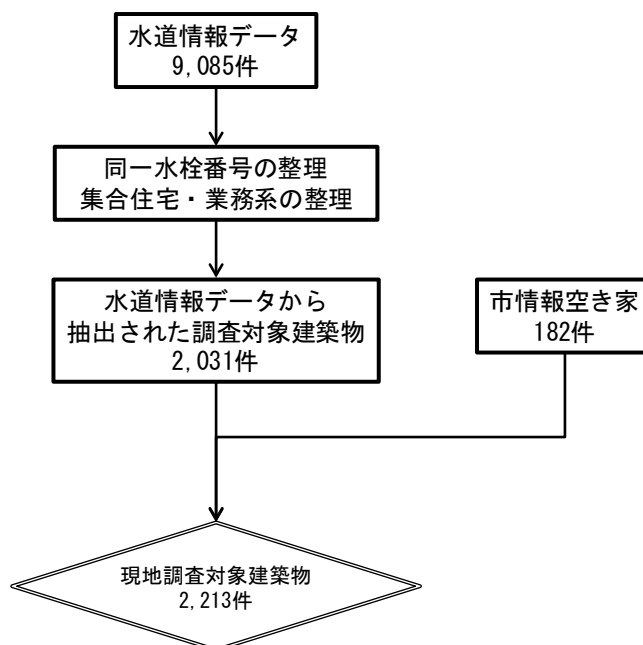 水道情報データ
9,085件
同一水栓番号の整理
集合住宅・業務系の整理
水道情報データから
抽出された調査対象建築物
2,031件
市情報空き家
182件
現地調査対象建築物
2,213件